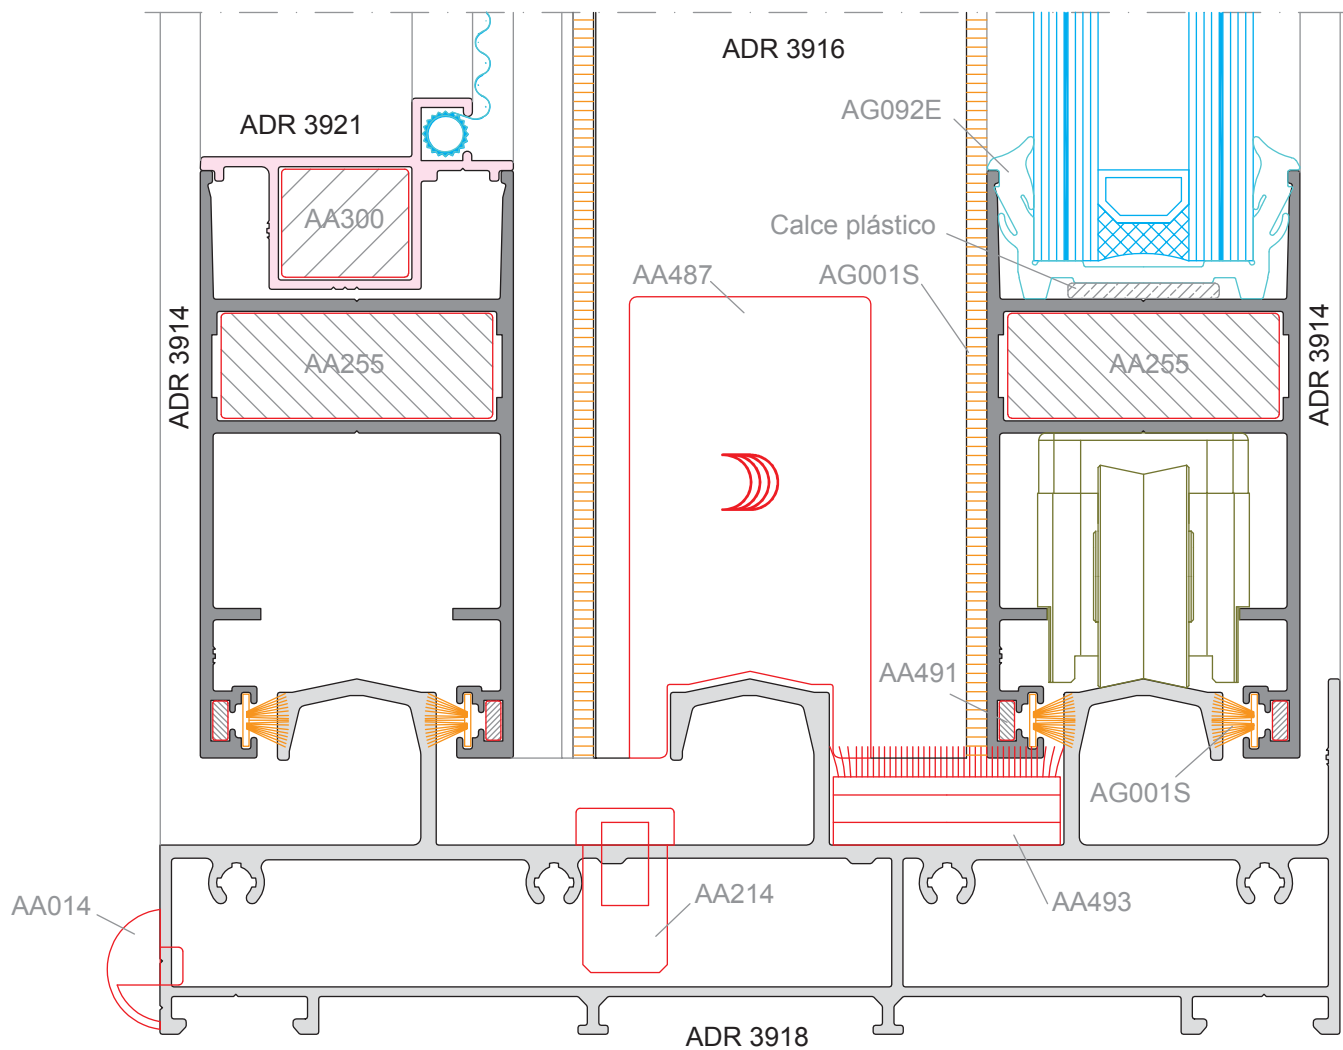 ADR 3916
AG092E
ADR 3921
AA300
Calce plástico
AA487
AG001S
ADR 3914
AA255
AA255
ADR 3914
AA491
AG001S
AA014
AA214
AA493
ADR 3918